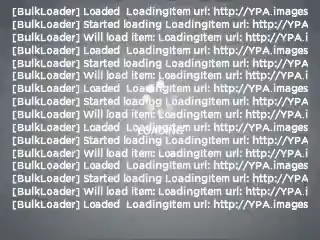 [BulkLoader] Loaded LoadingItem url: http://YPA.images
[BulkLoader] Started loading LoadingItem url: http://YPA
[BulkLoader] Will load item: LoadingItem url: http://YPA.i
[BulkLoader] Loaded LoadingItem url: http://YPA.images
[BulkLoader] Started loading LoadingItem url: http://YPA
[BulkLoader] Will load item: LoadingItem url: http://YPA.i
[BulkLoader] Loaded LoadingItem url: http://YPA.images
[BulkLoader] Started loading LoadingItem url: http://YPA
[BulkLoader] Will load item: LoadingItem url: http://YPA.i
[BulkLoader] Loaded LoadingItem url: http://YPA.images
LOADING
[BulkLoader] Started loading LoadingItem url: http://YPA
[BulkLoader] Will load item: LoadingItem url: http://YPA.i
[BulkLoader] Loaded LoadingItem url: http://YPA.images
[BulkLoader] Started loading LoadingItem url: http://YPA
[BulkLoader] Will load item: LoadingItem url: http://YPA.i
[BulkLoader] Loaded LoadingItem url: http://YPA.images